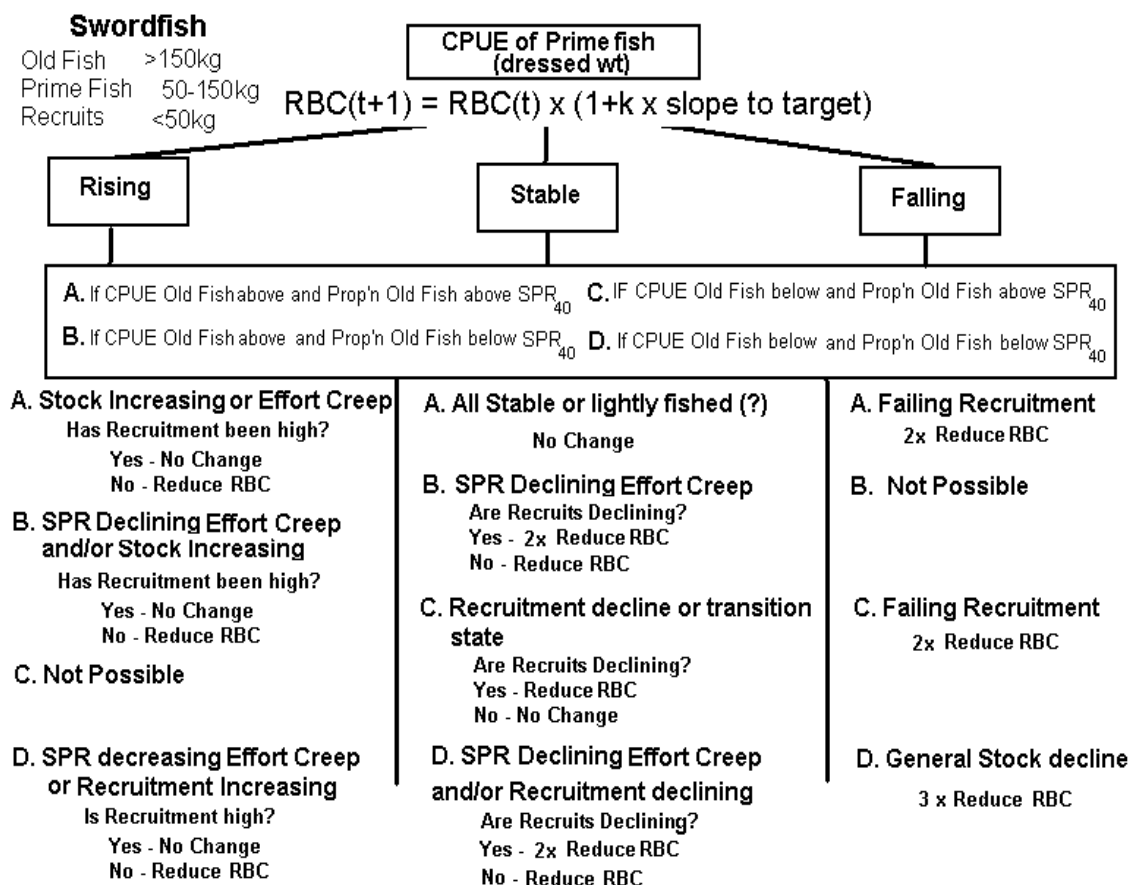 Swordfish
Old Fish >150kg
Prime Fish 50-150kg
Recruits <50kg
CPUE of Prime fish
(dressed wt)
RBC(t+1) = RBC(t) x (1+k x slope to target)
Rising
Stable
Falling
A. If CPUE Old Fish above and Prop'n Old Fish above SPR40
B. If CPUE Old Fish above and Prop'n Old Fish below SPR40
C. IF CPUE Old Fish below and Prop'n Old Fish above SPR40
D. If CPUE Old Fish below and Prop'n Old Fish below SPR40
A. Stock Increasing or Effort Creep
Has Recruitment been high?
Yes - No Change
No - Reduce RBC
B. SPR Declining Effort Creep
and/or Stock Increasing
Has Recruitment been high?
Yes - No Change
No - Reduce RBC
C. Not Possible
D. SPR decreasing Effort Creep
or Recruitment Increasing
Is Recruitment high?
Yes - No Change
No - Reduce RBC
A. All Stable or lightly fished (?)
No Change
B. SPR Declining Effort Creep
Are Recruits Declining?
Yes - 2x Reduce RBC
No - Reduce RBC
C. Recruitment decline or transition
state
Are Recruits Declining?
Yes - Reduce RBC
No - No Change
D. SPR Declining Effort Creep
and/or Recruitment declining
Are Recruits Declining?
Yes - 2x Reduce RBC
No - Reduce RBC
A. Failing Recruitment
2x Reduce RBC
B. Not Possible
C. Failing Recruitment
2x Reduce RBC
D. General Stock decline
3 x Reduce RBC